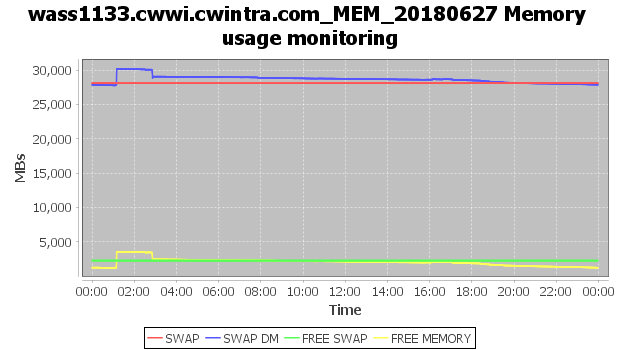 wass1133.cwwi.cwintra.com_MEM_20180627 Memory
usage monitoring
30,000
25,000
20,000
15,000
10,000
5,000
MBs
00:00 02:00 04:00 06:00 08:00 10:00 12:00 14:00 16:00 18:00 20:00 22:00 00:00
Time
SWAP SWAP DM FREE SWAP FREE MEMORY